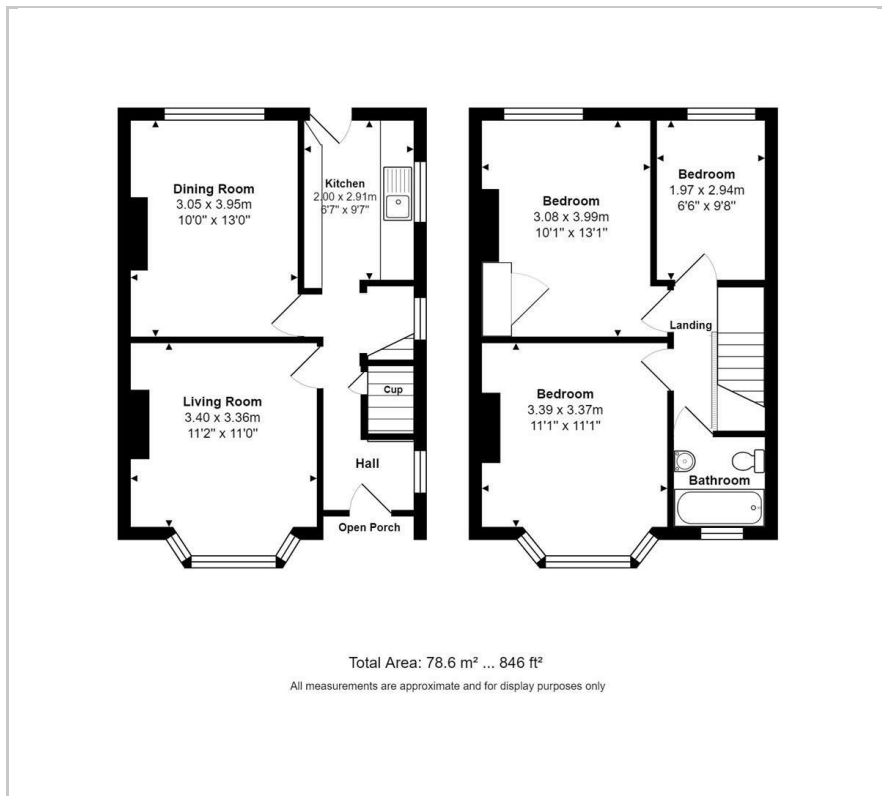 Dining Room
3.05 x 3.95m
10'0" x 13'0"
Kitchen
2.00 x 2.91m
6'7" x 9'7"
Living Room
3.40 x 3.36m
11'2" x 11'0"
Cup
Hall
Open Porch
Bedroom
3.08 x 3.99m
10'1" x 13'1"
Bedroom
1.97 x 2.94m
6'6" x 9'8"
Landing
Bedroom
3.39 x 3.37m
11'1" x 11'1"
Bathroom
Total Area: 78.6 m² ... 846 ft²
All measurements are approximate and for display purposes only